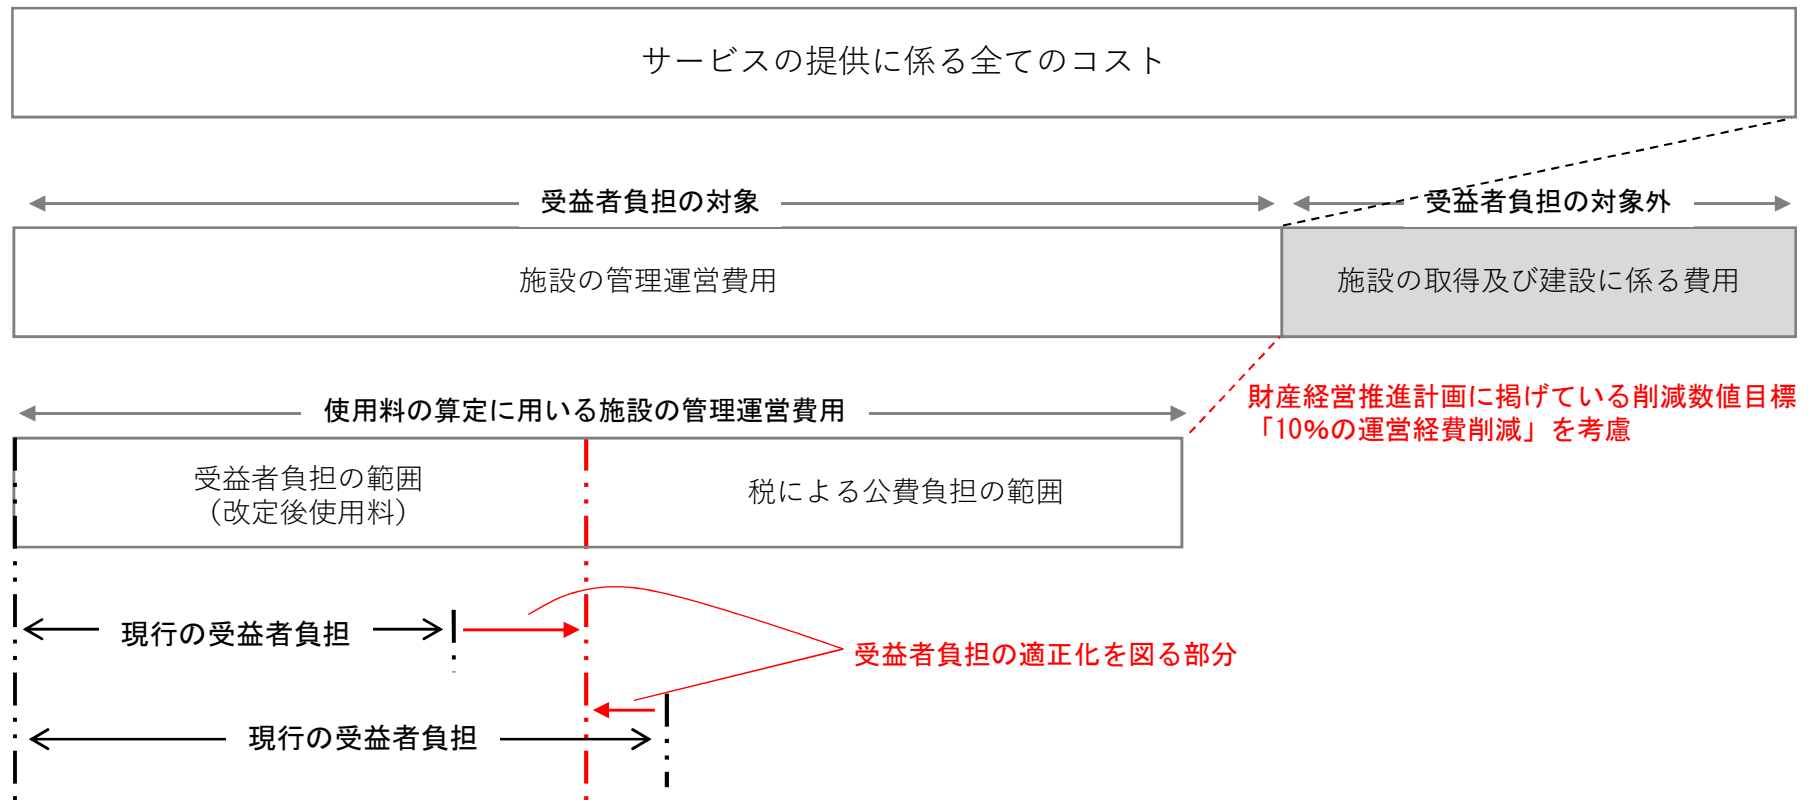 サービスの提供に係る全てのコスト
受益者負担の対象
受益者負担の対象外
施設の管理運営費用
施設の取得及び建設に係る費用
財産経営推進計画に掲げている削減数値目標
「10%の運営経費削減」を考慮
使用料の算定に用いる施設の管理運営費用
受益者負担の範囲
（改定後使用料）
税による公費負担の範囲
現行の受益者負担
受益者負担の適正化を図る部分
現行の受益者負担